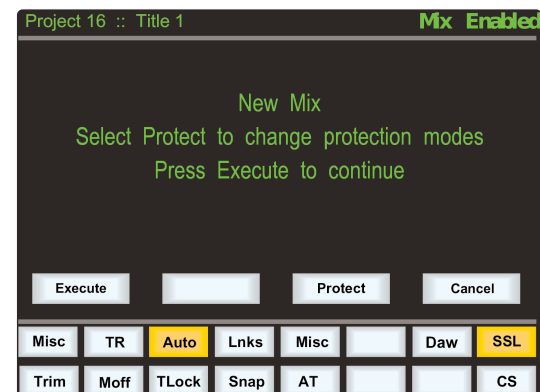 Project 16 :: Title 1 Mix Enabled
New Mix
Select Protect to change protection modes
Press Execute to continue
Execute Protect Cancel
Misc TR Auto Lnks Misc Daw SSL
Trim Moff TLock Snap AT CS